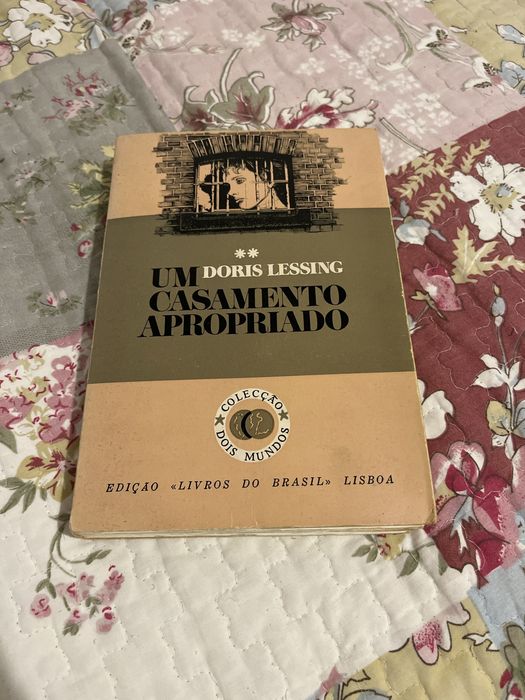 **
DORIS LESSING
UM
CASAMENTO
APROPRIADO
COLECÇÃO
DOIS MUNDOS
EDIÇÃO «LIVROS DO BRASIL» LISBOA